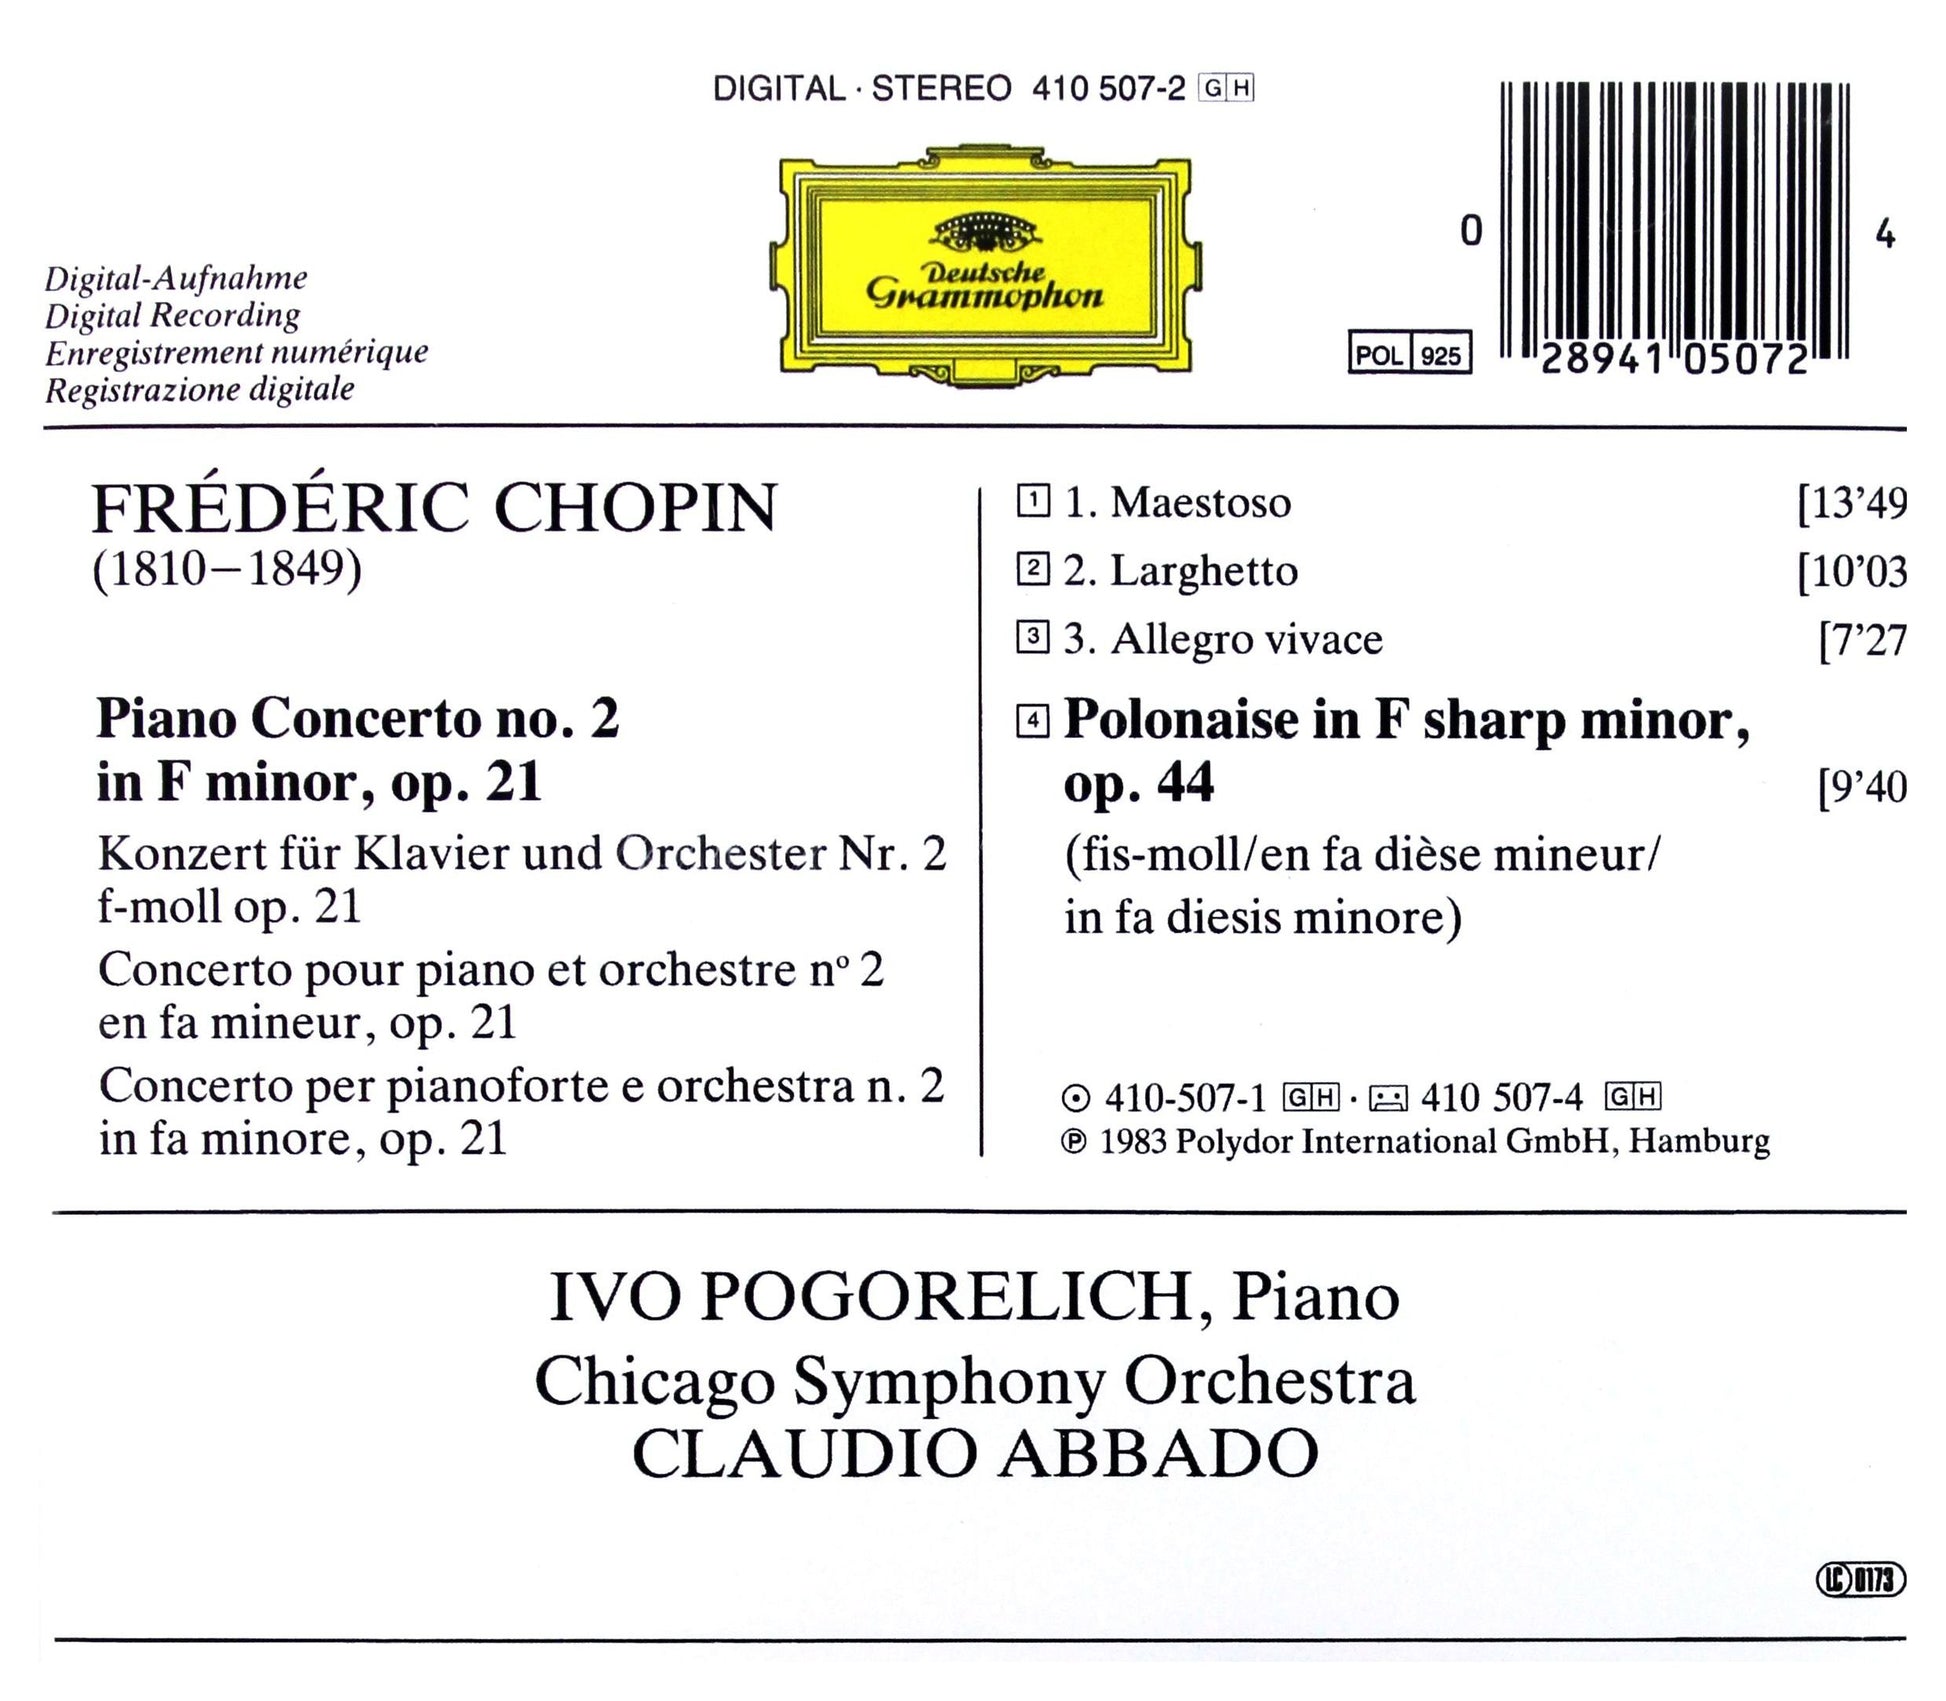 DIGITAL · STEREO 410 507-2 GH
Deutsche
Grammophon
0
28941 05072
4
POL 925
Digital-Aufnahme
Digital Recording
Enregistrement numérique
Registrazione digitale
FRÉDÉRIC CHOPIN
(1810–1849)
Piano Concerto no. 2
in F minor, op. 21
Konzert für Klavier und Orchester Nr. 2
f-moll op. 21
Concerto pour piano et orchestre nº 2
en fa mineur, op. 21
Concerto per pianoforte e orchestra n. 2
in fa minore, op. 21
1 1. Maestoso [13’49
2 2. Larghetto [10’03
3 3. Allegro vivace [7’27
4 Polonaise in F sharp minor,
op. 44 [9’40
(fis-moll/en fa dièse mineur/
in fa diesis minore)
410-507-1 GH · 410 507-4 GH
℗ 1983 Polydor International GmbH, Hamburg
IVO POGORELICH, Piano
Chicago Symphony Orchestra
CLAUDIO ABBADO
LC 0173